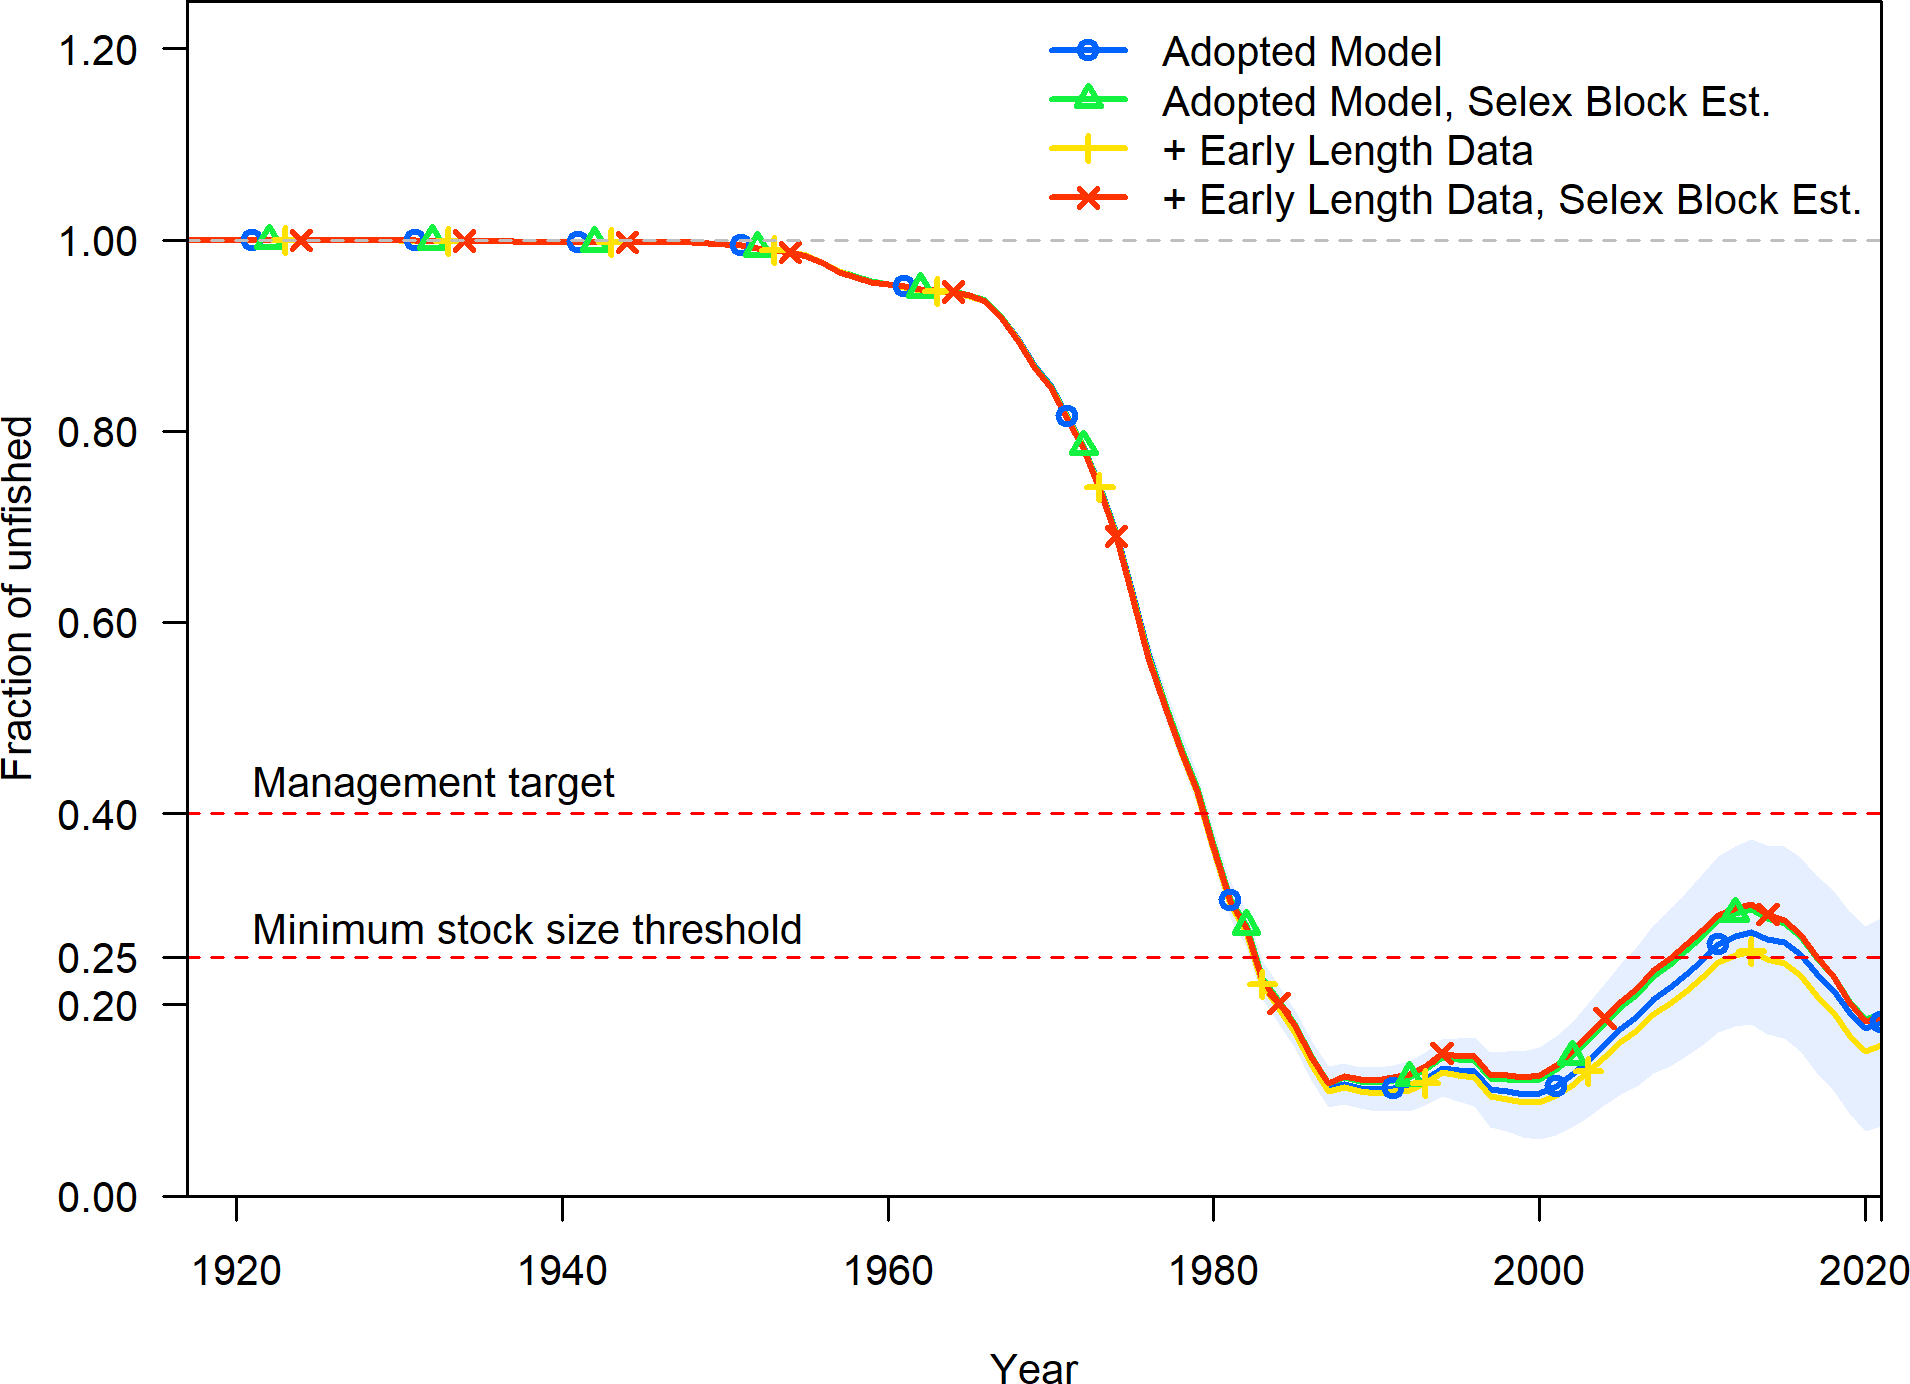 Adopted Model
Adopted Model, Selex Block Est.
+ Early Length Data
+ Early Length Data, Selex Block Est.
1.20
1.00
0.80
0.60
0.40
0.25
0.20
0.00
Fraction of unfished
Management target
Minimum stock size threshold
1920 1940 1960 1980 2000 2020
Year